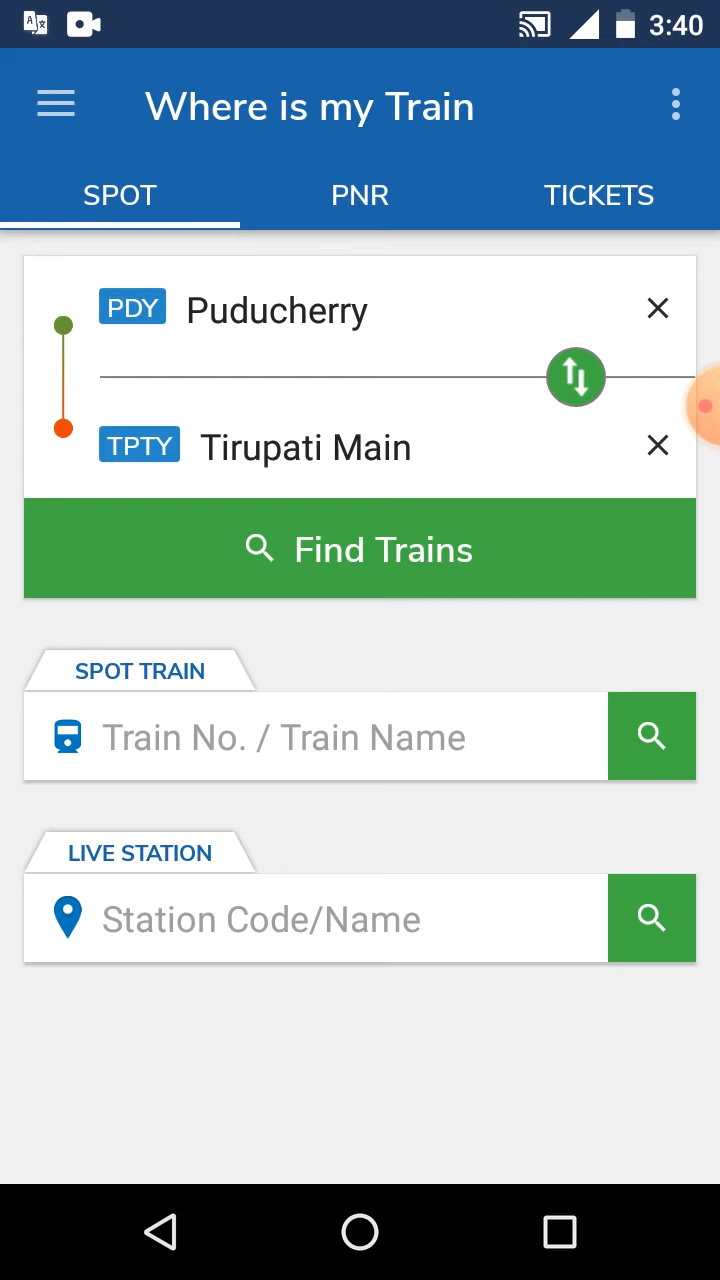 3:40
Where is my Train
SPOT PNR TICKETS
PDY Puducherry
TPTY Tirupati Main
Find Trains
SPOT TRAIN
Train No. / Train Name
LIVE STATION
Station Code/Name